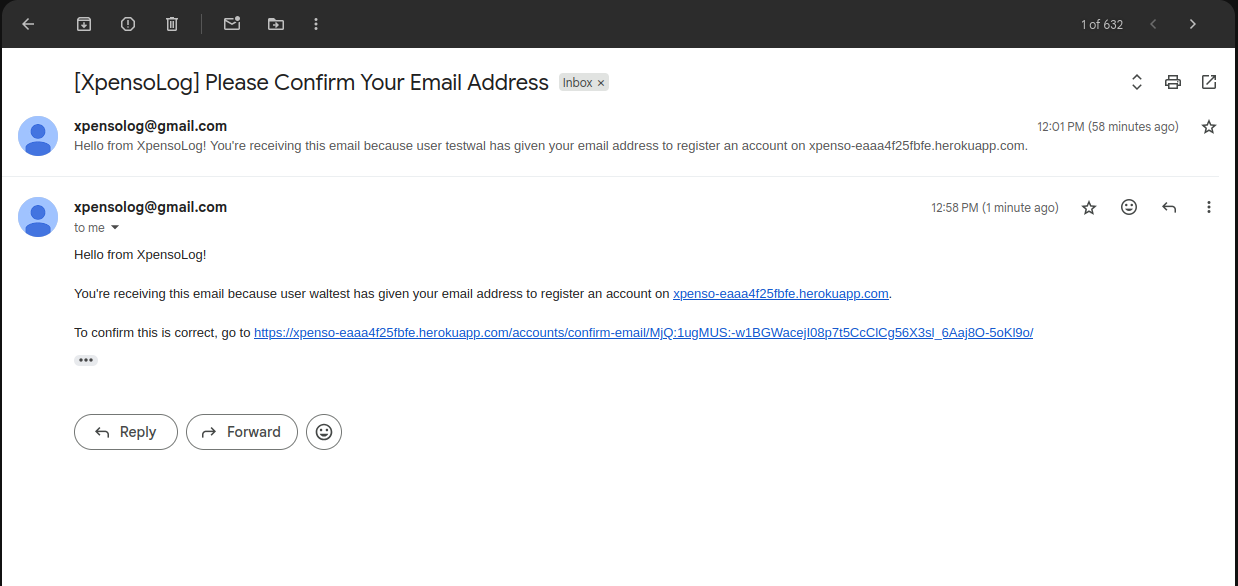 1 of 632
[XpensoLog] Please Confirm Your Email Address Inbox ×
xpensolog@gmail.com 12:01 PM (58 minutes ago)
Hello from XpensoLog! You're receiving this email because user testwal has given your email address to register an account on xpenso-eaaa4f25fbfe.herokuapp.com.
xpensolog@gmail.com 12:58 PM (1 minute ago)
to me
Hello from XpensoLog!
You're receiving this email because user waltest has given your email address to register an account on xpenso-eaaa4f25fbfe.herokuapp.com.
To confirm this is correct, go to https://xpenso-eaaa4f25fbfe.herokuapp.com/accounts/confirm-email/MjQ:1ugMUS:-w1BGWacejI08p7t5CcClCg56X3sl_6Aaj8O-5oKl9o/
Reply Forward